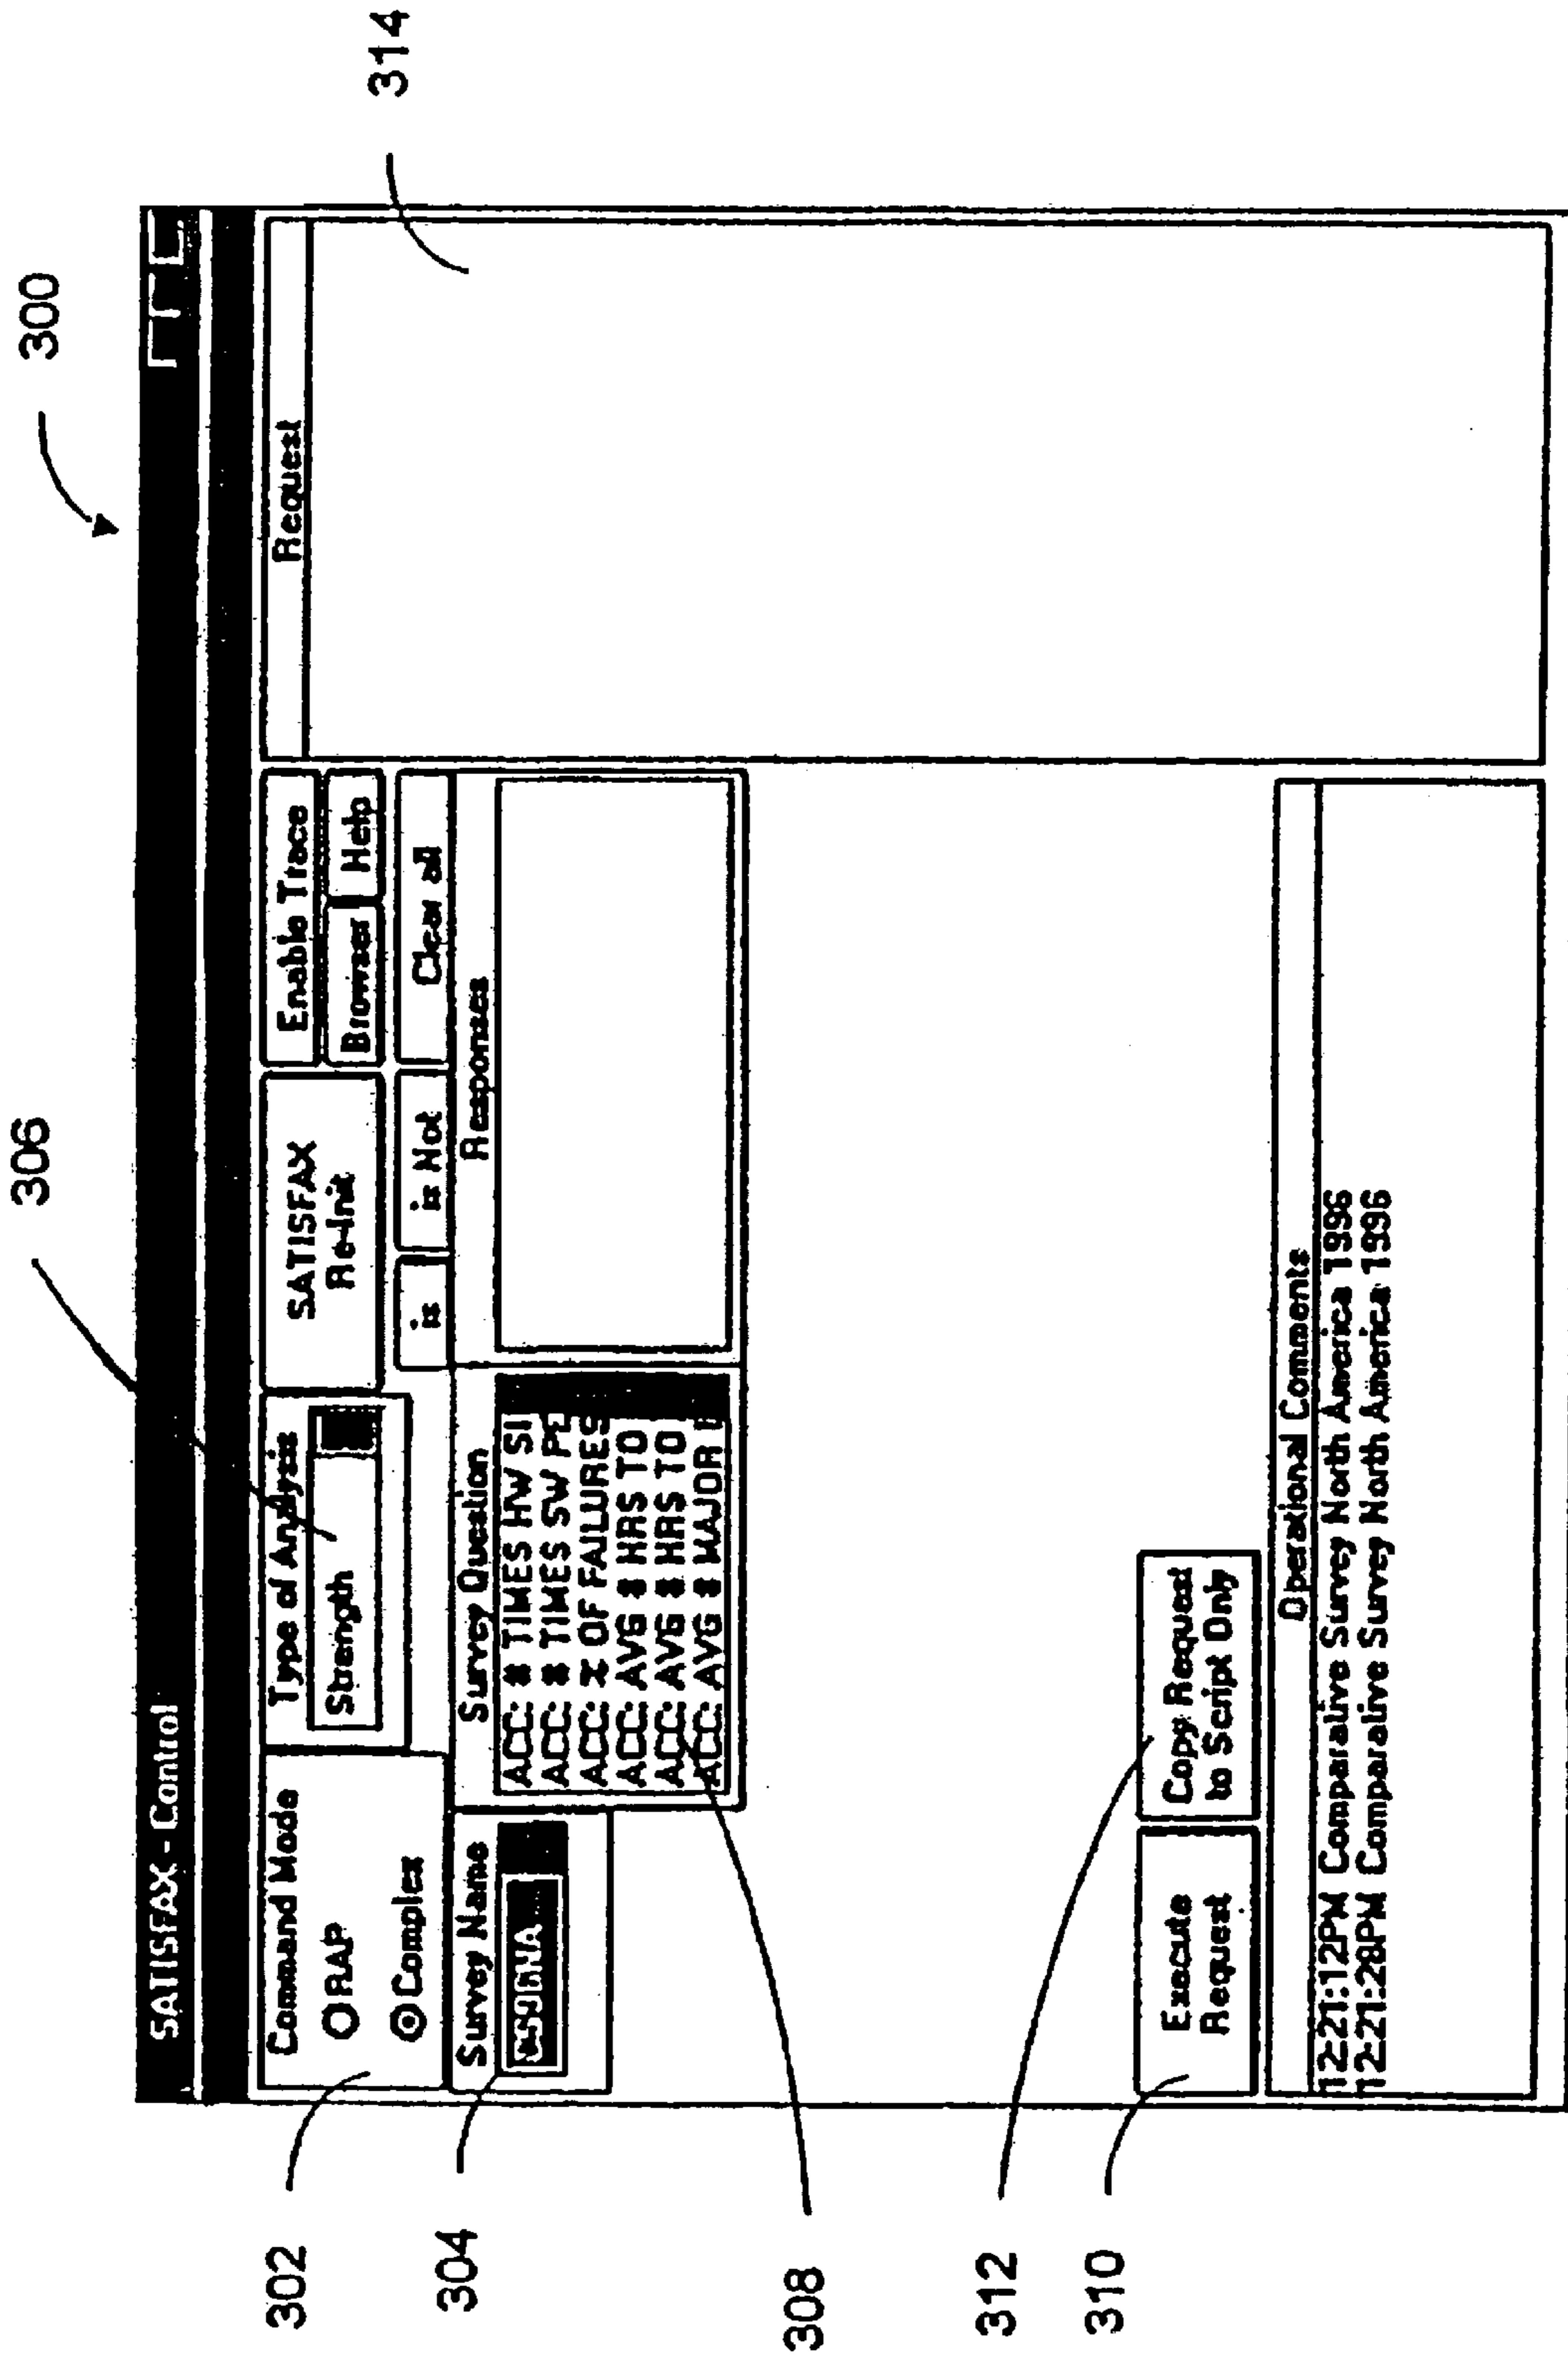 300
306
314
SATISFAX - Control
Command Mode
RAP
Complex
Type of Analysis
Strength
SATISFAX
Re-Init
Enable Trace
Browser
Help
is
is Not
Clear all
Request
Survey Name
Survey Question
ACC: # TIMES HW SI
ACC: # TIMES SW PE
ACC: % OF FAILURES
ACC: AVG # HRS TO
ACC: AVG # HRS TO
ACC: AVG # MAJOR
Responses
Execute
Request
Copy Request
to Script Only
Operational Comments
12:21:12PM Comparative Survey North America 1996
12:21:28PM Comparative Survey North America 1996
302
304
308
312
310